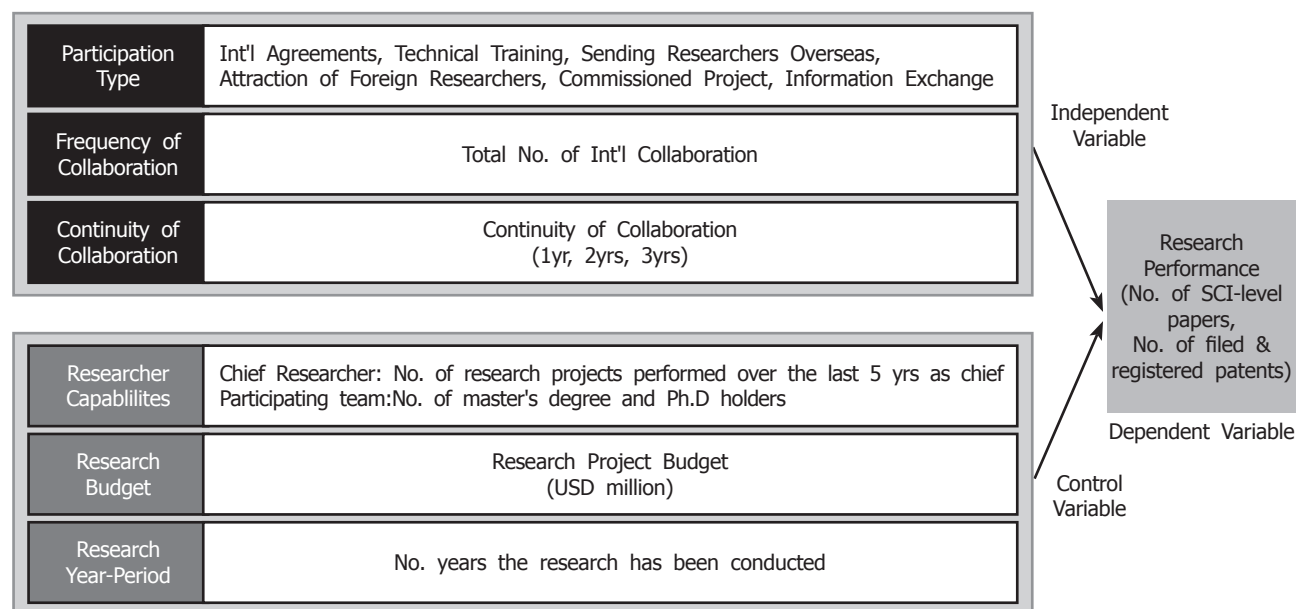 Participation
Type
Int'l Agreements, Technical Training, Sending Researchers Overseas,
Attraction of Foreign Researchers, Commissioned Project, Information Exchange
Frequency of
Collaboration
Total No. of Int'l Collaboration
Continuity of
Collaboration
Continuity of Collaboration
(1yr, 2yrs, 3yrs)
Independent
Variable
Researcher
Capablilites
Chief Researcher: No. of research projects performed over the last 5 yrs as chief
Participating team:No. of master's degree and Ph.D holders
Research
Budget
Research Project Budget
(USD million)
Research
Year-Period
No. years the research has been conducted
Control
Variable
Research
Performance
(No. of SCI-level
papers,
No. of filed &
registered patents)
Dependent Variable